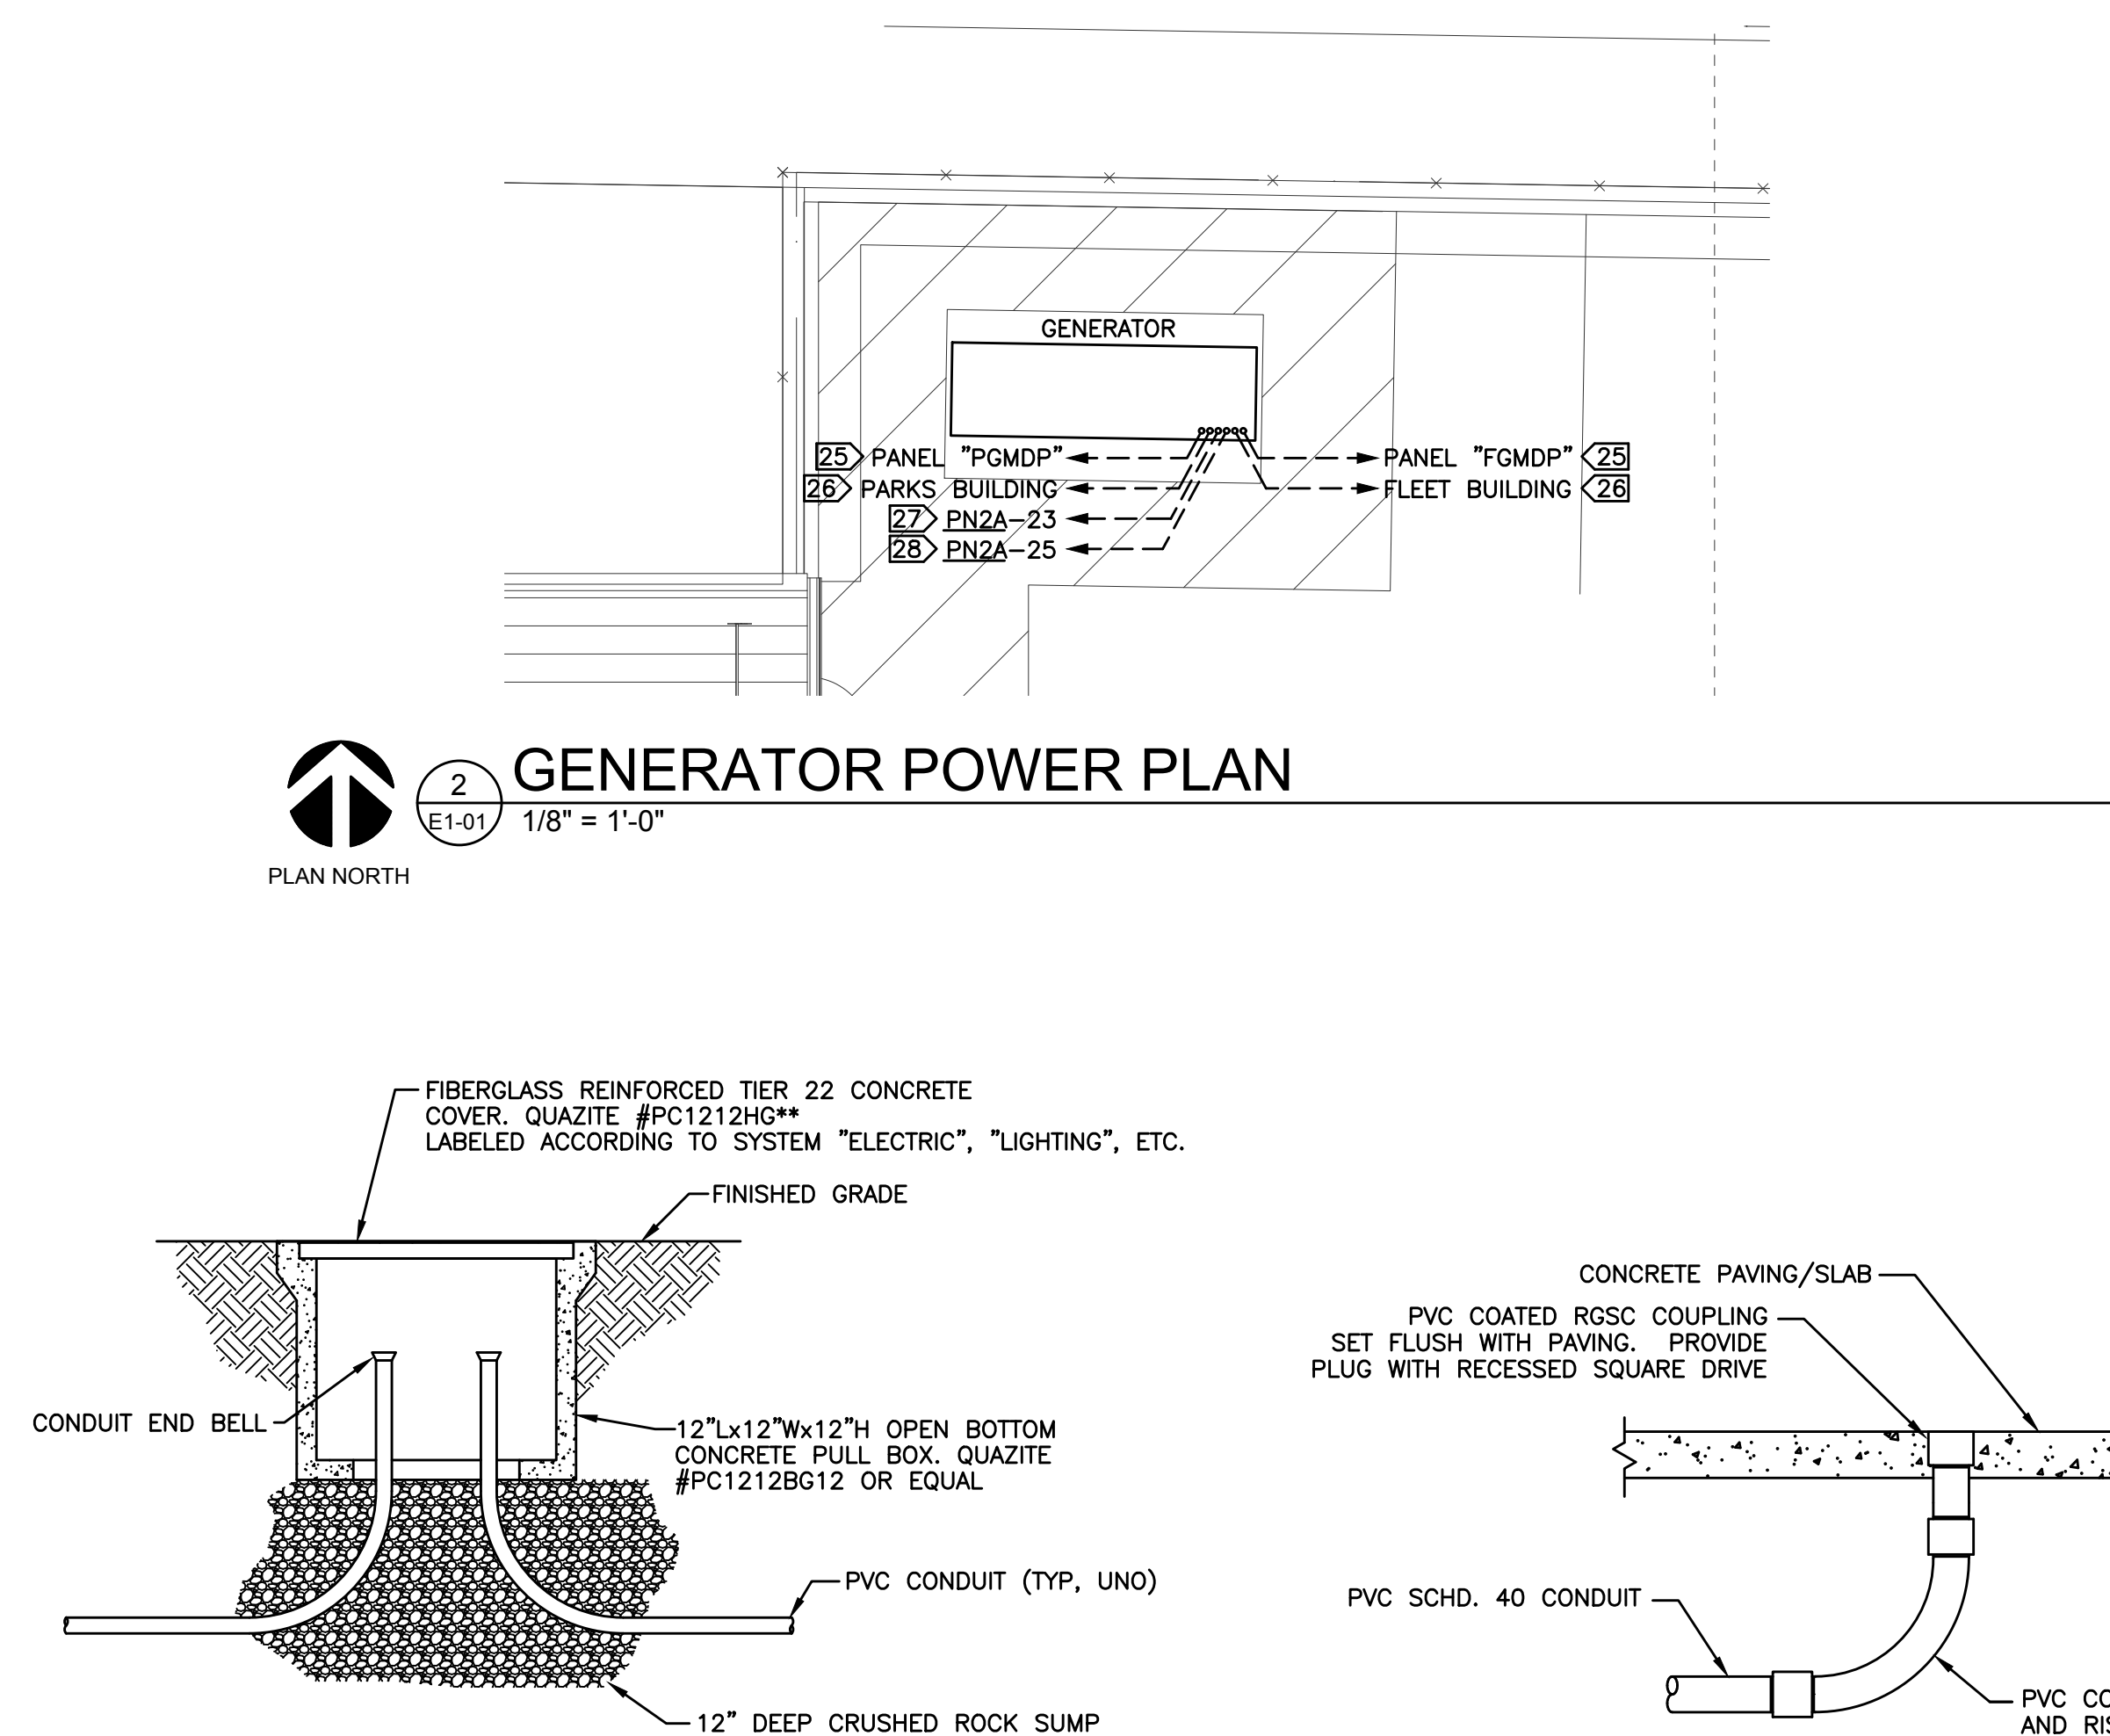 GENERATOR
25 PANEL "PGMDP"
PANEL "FGMDP" 25
26 PARKS BUILDING
FLEET BUILDING 26
27 PN2A-23
28 PN2A-25
PLAN NORTH
2
E1-01
GENERATOR POWER PLAN
1/8" = 1'-0"
FIBERGLASS REINFORCED TIER 22 CONCRETE
COVER. QUAZITE #PC1212HG**
LABELED ACCORDING TO SYSTEM "ELECTRIC", "LIGHTING", ETC.
FINISHED GRADE
CONDUIT END BELL
12"Lx12"Wx12"H OPEN BOTTOM
CONCRETE PULL BOX. QUAZITE
#PC1212BG12 OR EQUAL
PVC CONDUIT (TYP, UNO)
12" DEEP CRUSHED ROCK SUMP
CONCRETE PAVING/SLAB
PVC COATED RGSC COUPLING
SET FLUSH WITH PAVING. PROVIDE
PLUG WITH RECESSED SQUARE DRIVE
PVC SCHD. 40 CONDUIT
PVC
AND